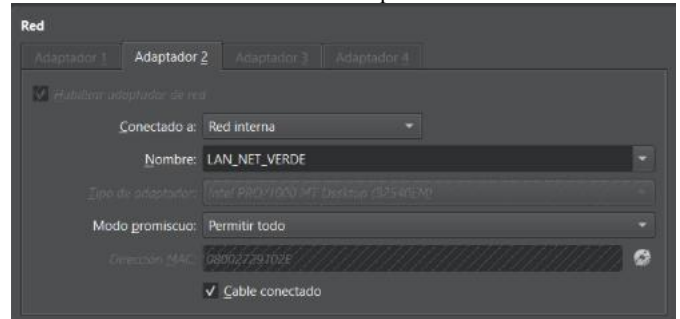 Red
Adaptador 1 Adaptador 2 Adaptador 3 Adaptador 4
Habilitar adaptador de red
Conectado a: Red interna
Nombre: LAN_NET_VERDE
Tipo de adaptador: Intel PRO/1000 MT Desktop (82540EM)
Modo promiscuo: Permitir todo
Dirección MAC: 08002729102E
Cable conectado